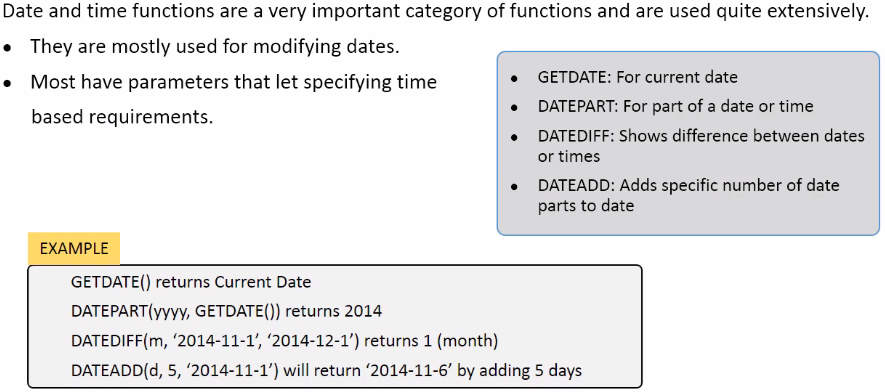 Date and time functions are a very important category of functions and are used quite extensively.
• They are mostly used for modifying dates.
• Most have parameters that let specifying time
based requirements.
• GETDATE: For current date
• DATEPART: For part of a date or time
• DATEDIFF: Shows difference between dates
or times
• DATEADD: Adds specific number of date
parts to date
EXAMPLE
GETDATE() returns Current Date
DATEPART(yyyy, GETDATE()) returns 2014
DATEDIFF(m, ‘2014-11-1’, ‘2014-12-1’) returns 1 (month)
DATEADD(d, 5, ‘2014-11-1’) will return ‘2014-11-6’ by adding 5 days